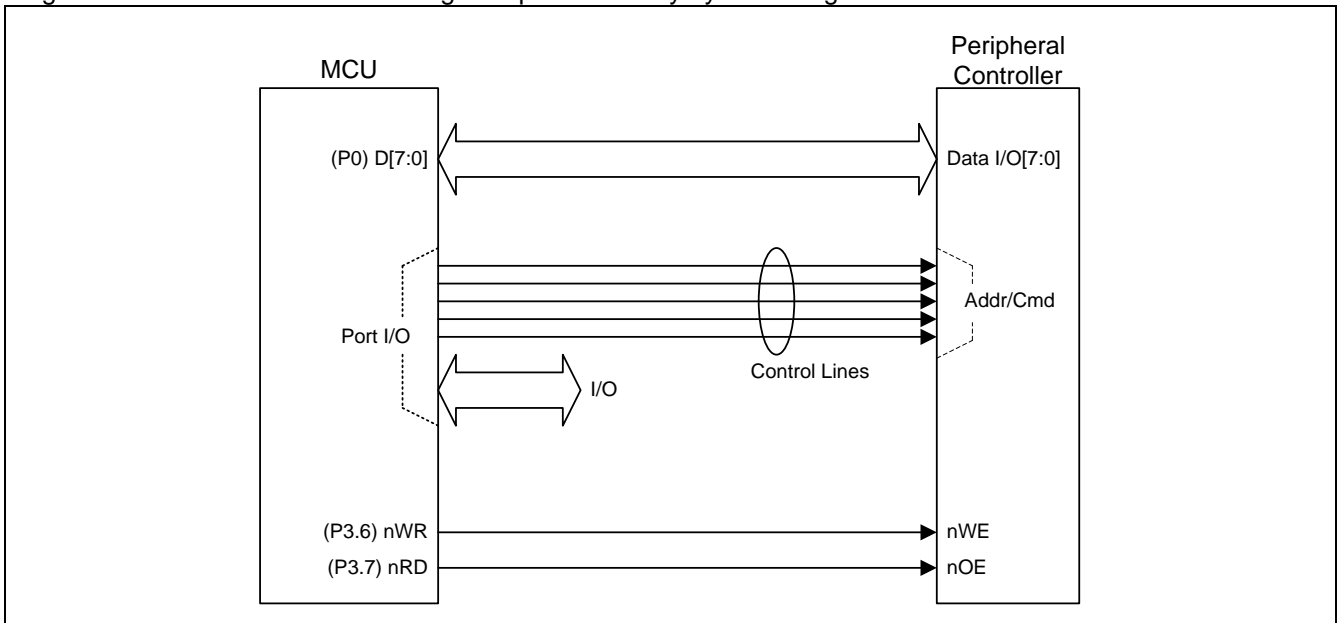 MCU
Peripheral
Controller
(P0) D[7:0]
Data I/O[7:0]
Addr/Cmd
Port I/O
Control Lines
I/O
(P3.6) nWR
nWE
(P3.7) nRD
nOE